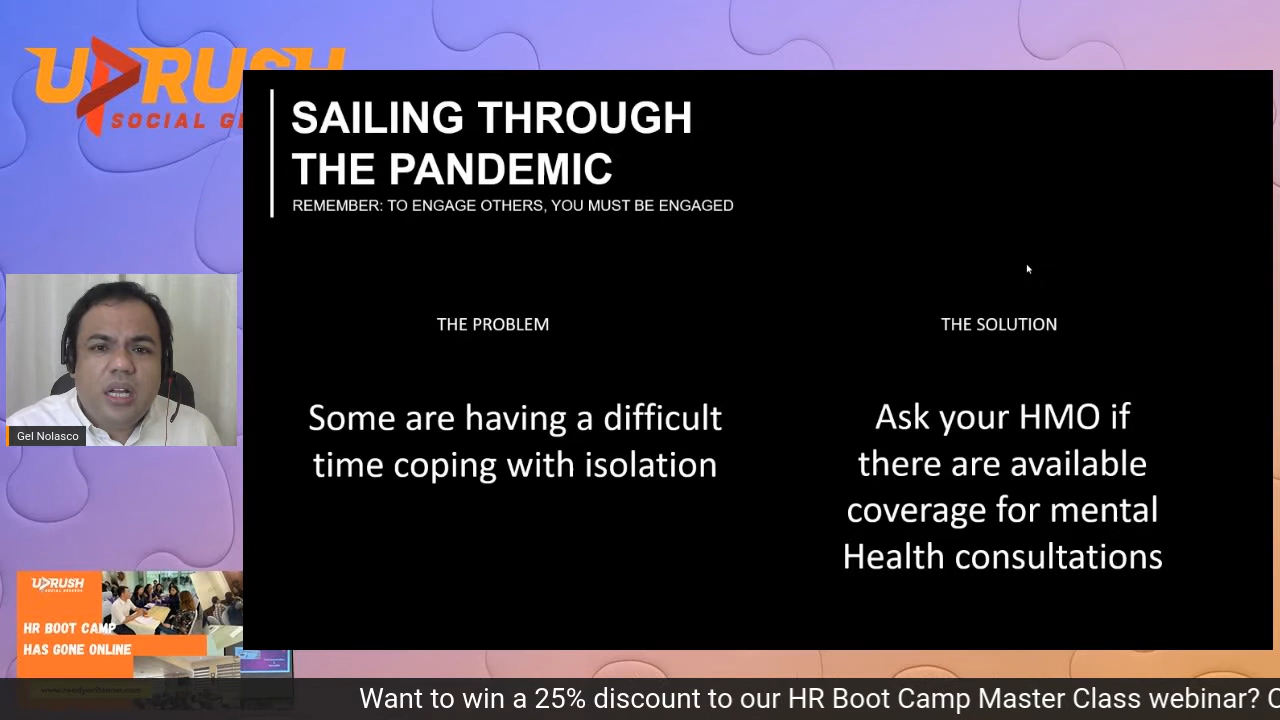 UPRUSH
SOCIAL
SAILING THROUGH
THE PANDEMIC
REMEMBER: TO ENGAGE OTHERS, YOU MUST BE ENGAGED
THE PROBLEM
THE SOLUTION
Some are having a difficult
time coping with isolation
Ask your HMO if
there are available
coverage for mental
Health consultations
Gel Nolasco
UPRUSH
HR BOOT CAMP
HAS GONE ONLINE
Want to win a 25% discount to our HR Boot Camp Master Class webinar?